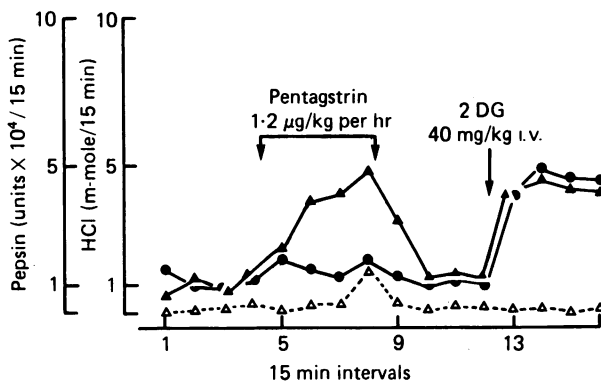 Pepsin (units X 10⁴/15 min)
10
5
1
HCl (m-mole/15 min)
10
5
1
Pentagstrin
1·2 µg/kg per hr
2 DG
40 mg/kg I.V.
1 5 9 13
15 min intervals